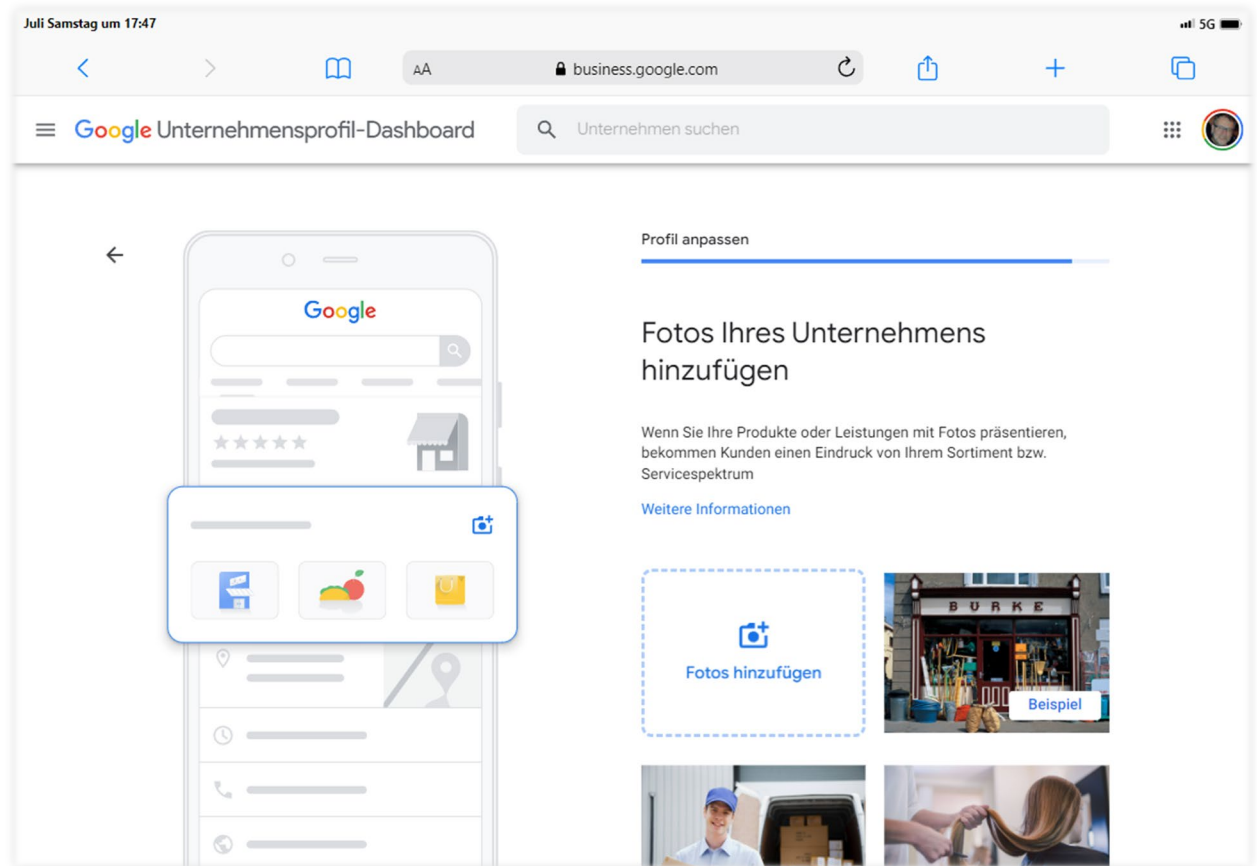 Juli Samstag um 17:47
5G
AA
business.google.com
Google Unternehmensprofil-Dashboard
Unternehmen suchen
Profil anpassen
Google
Fotos Ihres Unternehmens
hinzufügen
Wenn Sie Ihre Produkte oder Leistungen mit Fotos präsentieren,
bekommen Kunden einen Eindruck von Ihrem Sortiment bzw.
Servicespektrum
Weitere Informationen
Fotos hinzufügen
BURKE
Beispiel